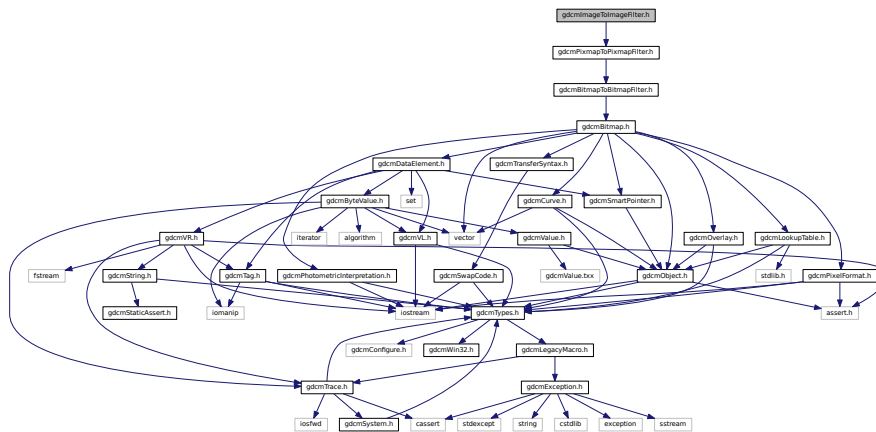 gdcmImageToImageFilter.h
gdcmPixmapToPixmapFilter.h
gdcmBitmapToBitmapFilter.h
gdcmBitmap.h
gdcmDataElement.h
gdcmTransferSyntax.h
gdcmByteValue.h
set
gdcmCurve.h
gdcmSmartPointer.h
gdcmVR.h
iterator
algorithm
gdcmVL.h
vector
gdcmValue.h
gdcmOverlay.h
gdcmLookupTable.h
fstream
gdcmString.h
gdcmTag.h
gdcmPhotometricInterpretation.h
gdcmSwapCode.h
gdcmValue.txx
gdcmObject.h
stdlib.h
gdcmPixelFormat.h
gdcmStaticAssert.h
iomanip
iostream
gdcmTypes.h
assert.h
gdcmConfigure.h
gdcmWin32.h
gdcmLegacyMacro.h
gdcmTrace.h
gdcmException.h
iosfwd
gdcmSystem.h
cassert
stdexcept
string
cstdlib
exception
sstream